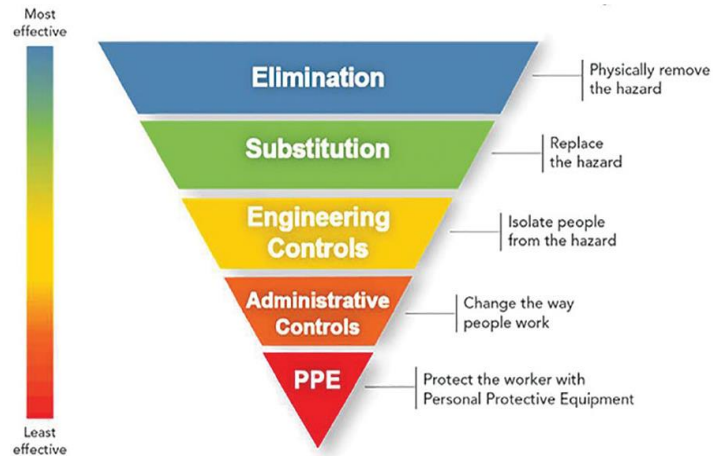 Most
effective
Elimination
Physically remove
the hazard
Substitution
Replace
the hazard
Engineering
Controls
Isolate people
from the hazard
Administrative
Controls
Change the way
people work
PPE
Protect the worker with
Personal Protective Equipment
Least
effective